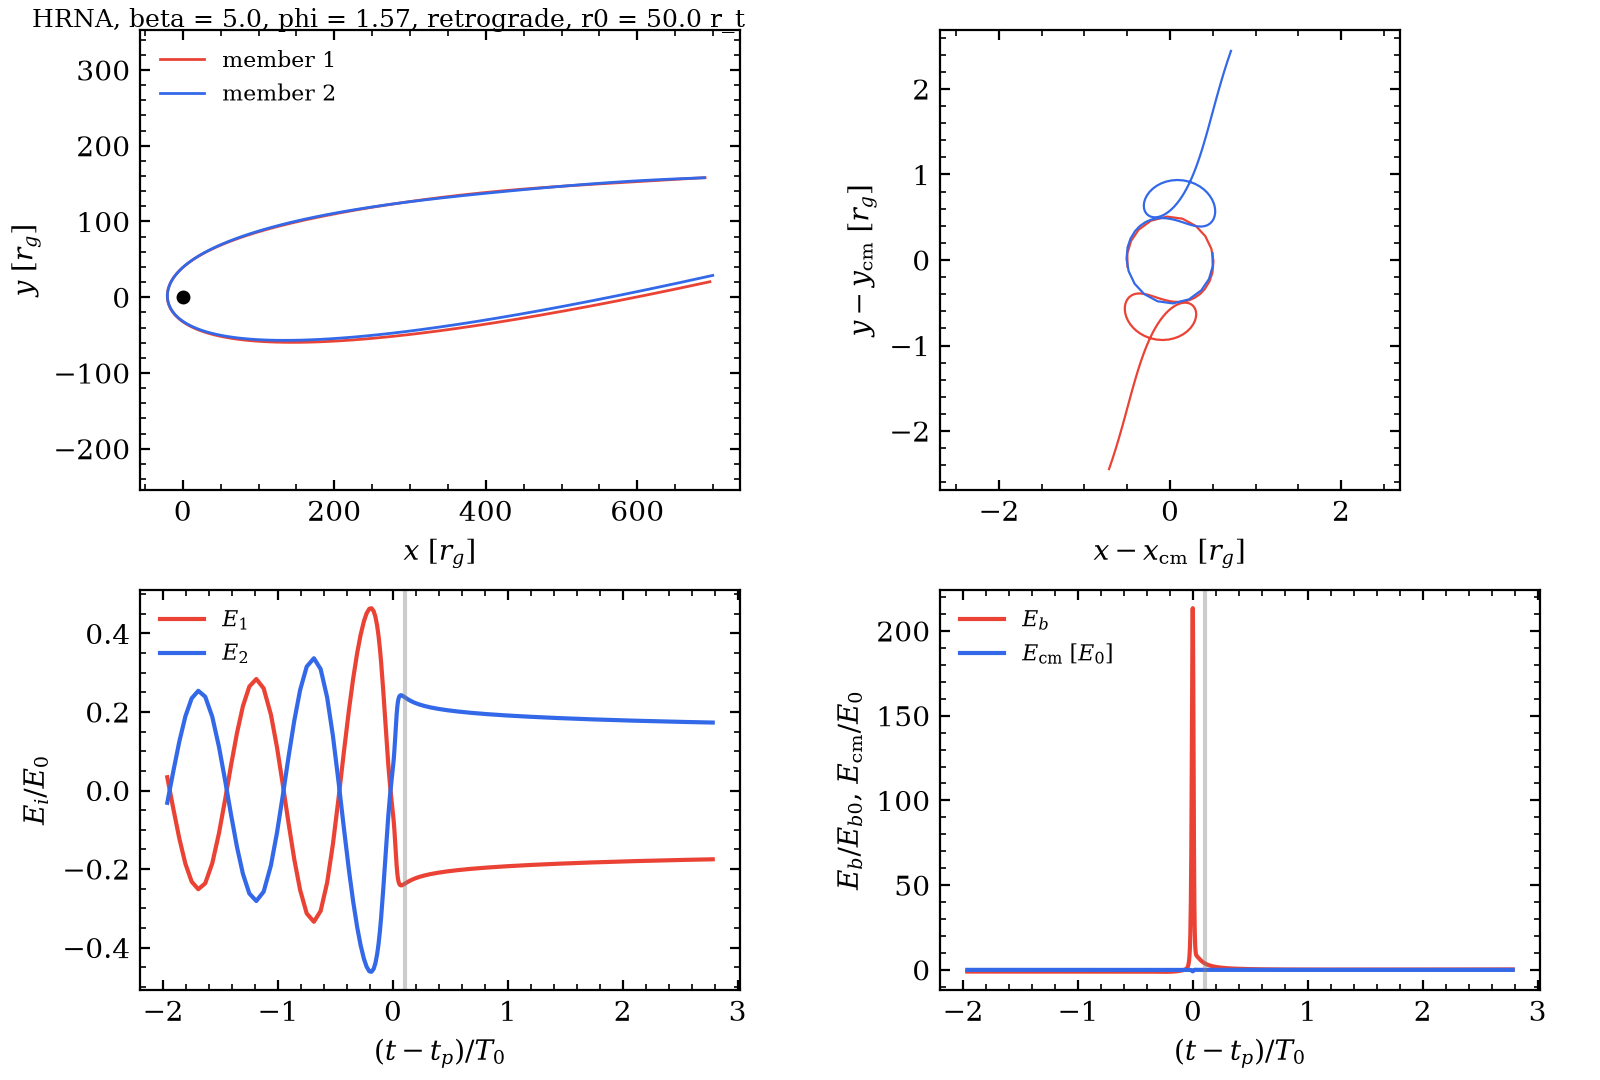 HRNA, beta = 5.0, phi = 1.57, retrograde, r0 = 50.0 r_t
member 1
member 2
300
200
100
0
−100
−200
0
200
400
600
x [r_g]
y [r_g]
2
1
0
−1
−2
−2
0
2
x − x_cm [r_g]
y − y_cm [r_g]
E_1
E_2
0.4
0.2
0.0
−0.2
−0.4
−2
−1
0
1
2
3
(t − t_p)/T_0
E_i/E_0
E_b
E_cm [E_0]
200
150
100
50
0
−2
−1
0
1
2
3
(t − t_p)/T_0
E_b/E_b0, E_cm/E_0